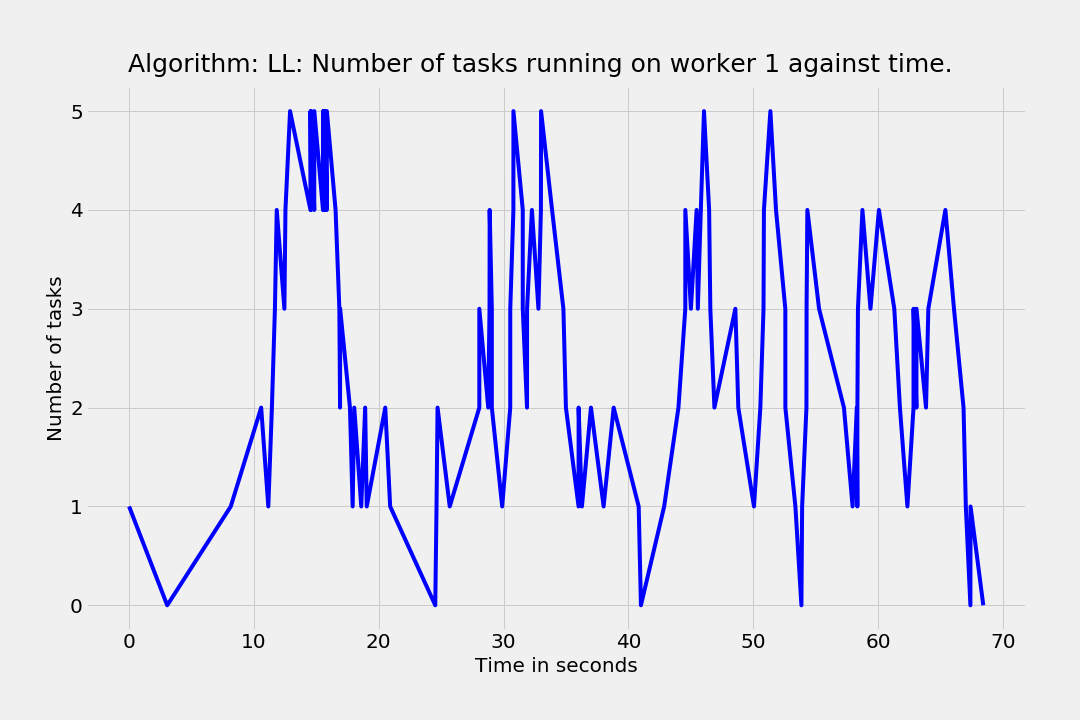 Algorithm: LL: Number of tasks running on worker 1 against time.
5
4
3
2
1
0
Number of tasks
0 10 20 30 40 50 60 70
Time in seconds